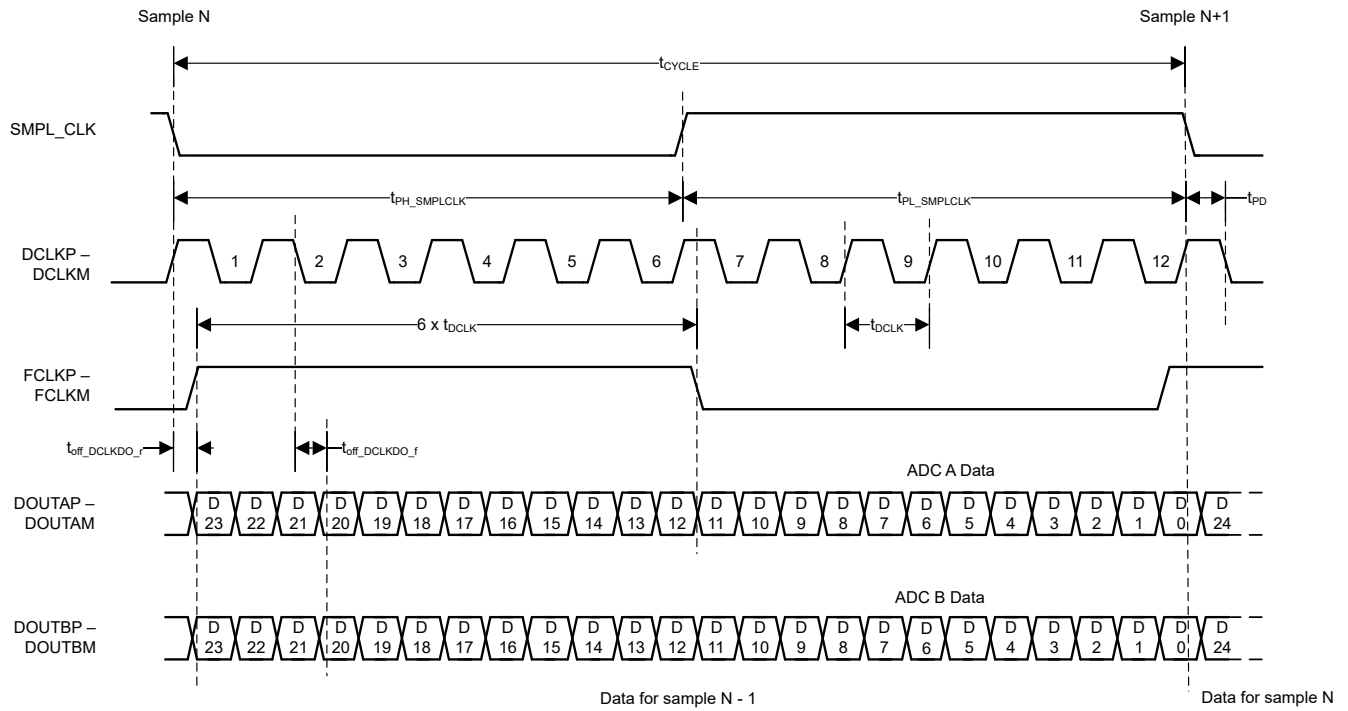 Sample N
Sample N+1
tCYCLE
SMPL_CLK
tPH_SMPLCLK
tPL_SMPLCLK
tPD
DCLKP –
DCLKM
1 2 3 4 5 6 7 8 9 10 11 12
6 x tDCLK
tDCLK
FCLKP –
FCLKM
toff_DCLKDO_r
toff_DCLKDO_f
ADC A Data
DOUTAP –
DOUTAM
D D D D D D D D D D D D D D D D D D D D D D D D D
23 22 21 20 19 18 17 16 15 14 13 12 11 10 9 8 7 6 5 4 3 2 1 0 24
ADC B Data
DOUTBP –
DOUTBM
D D D D D D D D D D D D D D D D D D D D D D D D D
23 22 21 20 19 18 17 16 15 14 13 12 11 10 9 8 7 6 5 4 3 2 1 0 24
Data for sample N - 1
Data for sample N